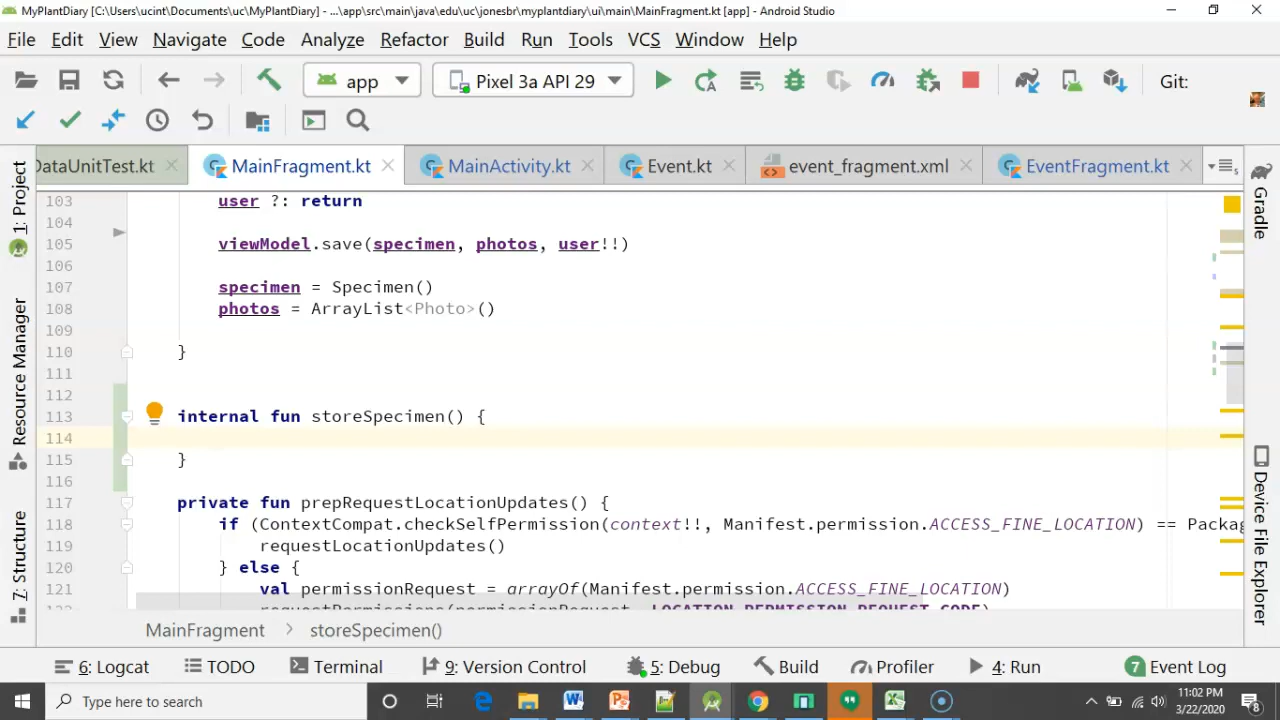 MyPlantDiary [C:\Users\ucint\Documents\uc\MyPlantDiary] - ...\app\src\main\java\edu\uc\jonesbr\myplantdiary\ui\main\MainFragment.kt [app] - Android Studio
File Edit View Navigate Code Analyze Refactor Build Run Tools VCS Window Help
app Pixel 3a API 29 Git:
DataUnitTest.kt MainFragment.kt MainActivity.kt Event.kt event_fragment.xml EventFragment.kt
1: Project
Resource Manager
7: Structure
103 user ?: return
104
105 viewModel.save(specimen, photos, user!!)
106
107 specimen = Specimen()
108 photos = ArrayList<Photo>()
109
110 }
111
112
113 internal fun storeSpecimen() {
114
115 }
116
117 private fun prepRequestLocationUpdates() {
118 if (ContextCompat.checkSelfPermission(context!!, Manifest.permission.ACCESS_FINE_LOCATION) == Packag
119 requestLocationUpdates()
120 } else {
121 val permissionRequest = arrayOf(Manifest.permission.ACCESS_FINE_LOCATION)
Gradle
Device File Explorer
MainFragment > storeSpecimen()
6: Logcat TODO Terminal 9: Version Control 5: Debug Build Profiler 4: Run 7 Event Log
Type here to search
11:02 PM
3/22/2020
8